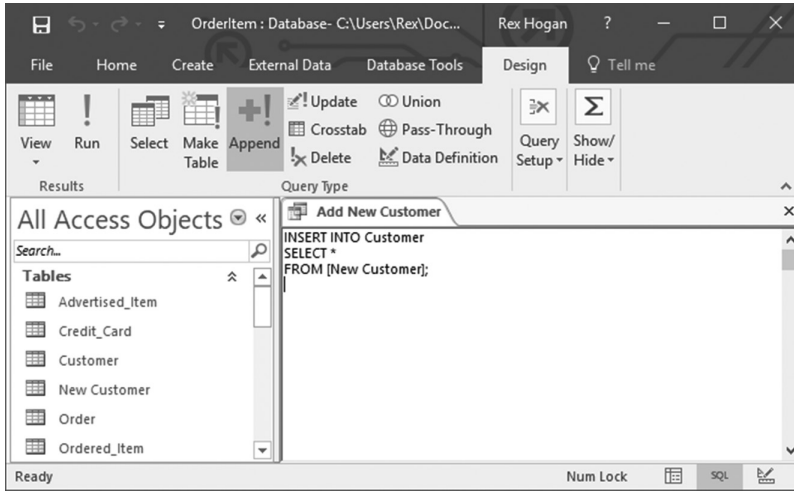 OrderItem : Database- C:\Users\Rex\Doc... Rex Hogan ?
File Home Create External Data Database Tools Design Tell me
View Run Select Make Table Append
Update Union
Crosstab Pass-Through
Delete Data Definition
Query Setup
Show/ Hide
Results Query Type
All Access Objects
Search...
Tables
Advertised_Item
Credit_Card
Customer
New Customer
Order
Ordered_Item
Add New Customer
INSERT INTO Customer
SELECT *
FROM [New Customer];
Ready Num Lock SQL